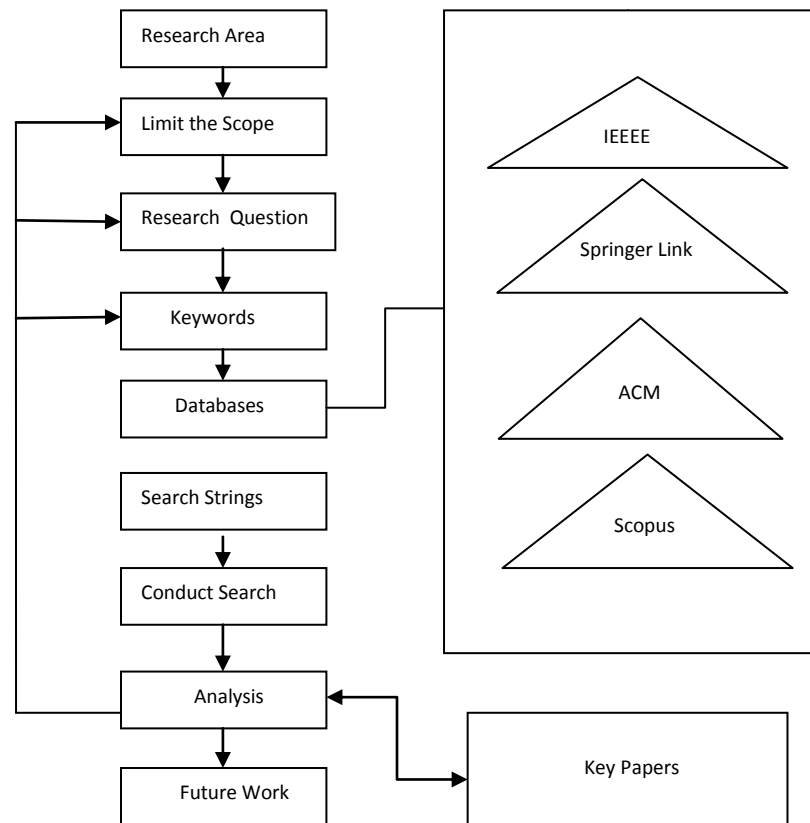 Research Area
Limit the Scope
Research Question
Keywords
Databases
Search Strings
Conduct Search
Analysis
Future Work
IEEEE
Springer Link
ACM
Scopus
Key Papers